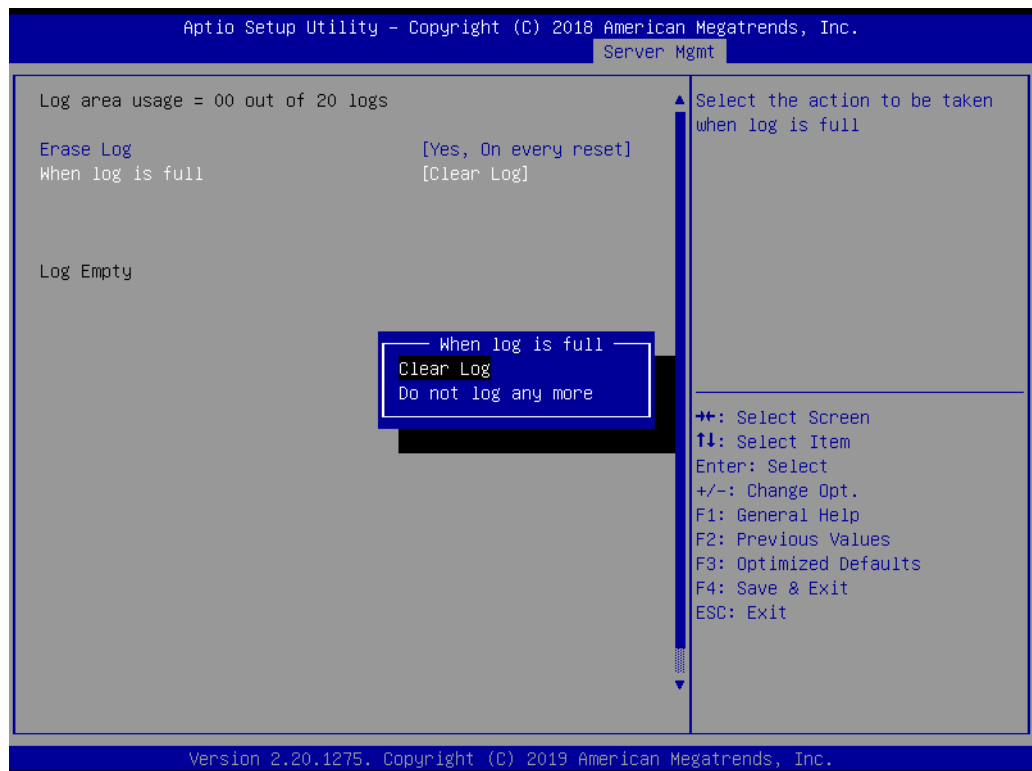 Aptio Setup Utility – Copyright (C) 2018 American Megatrends, Inc.
Server Mgmt
Log area usage = 00 out of 20 logs
Erase Log [Yes, On every reset]
When log is full [Clear Log]
Log Empty
When log is full
Clear Log
Do not log any more
Select the action to be taken
when log is full
→←: Select Screen
↑↓: Select Item
Enter: Select
+/-: Change Opt.
F1: General Help
F2: Previous Values
F3: Optimized Defaults
F4: Save & Exit
ESC: Exit
Version 2.20.1275. Copyright (C) 2019 American Megatrends, Inc.